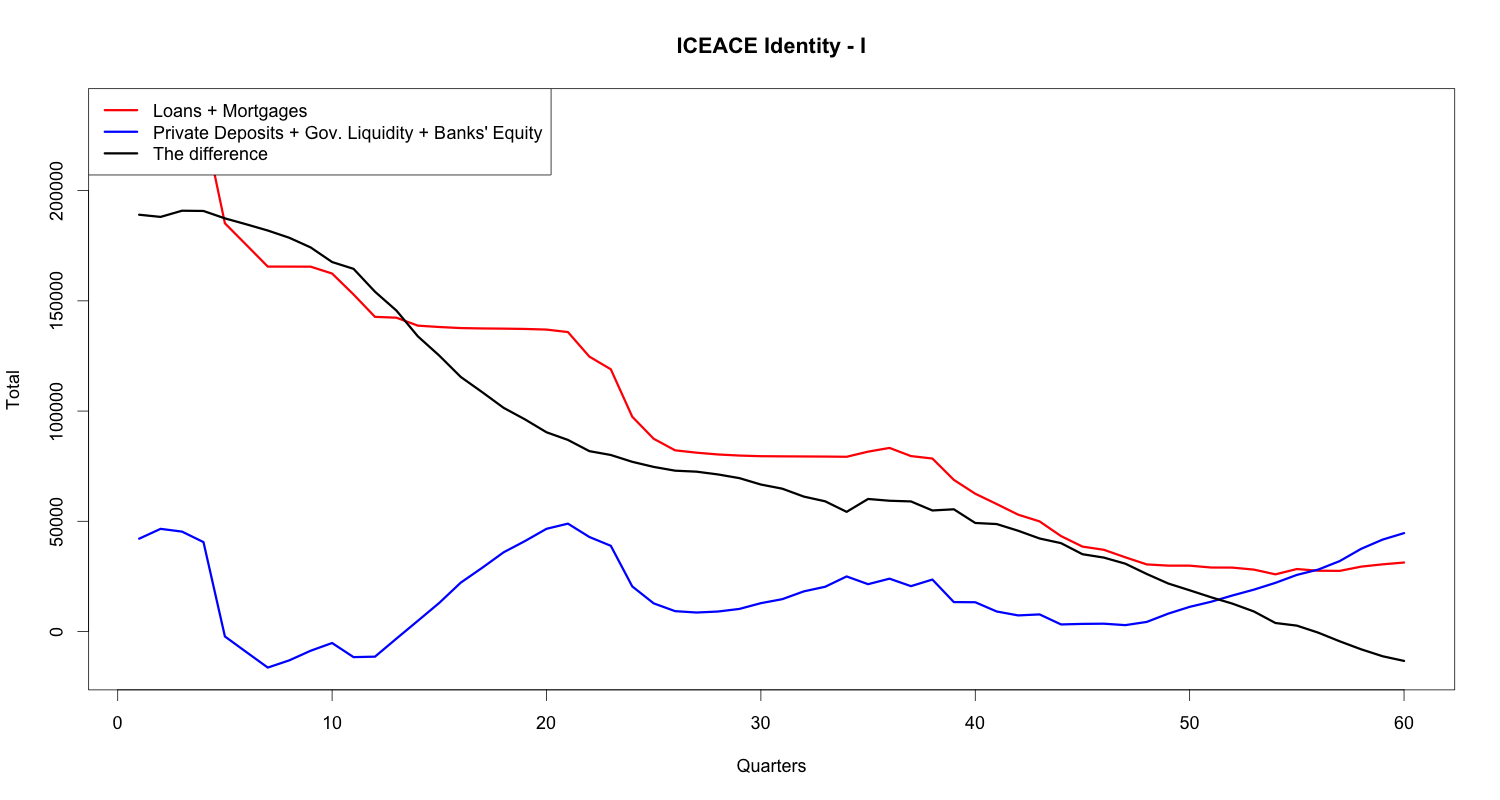 ICEACE Identity - I
Loans + Mortgages
Private Deposits + Gov. Liquidity + Banks' Equity
The difference
Total
200000
150000
100000
50000
0
0 10 20 30 40 50 60
Quarters